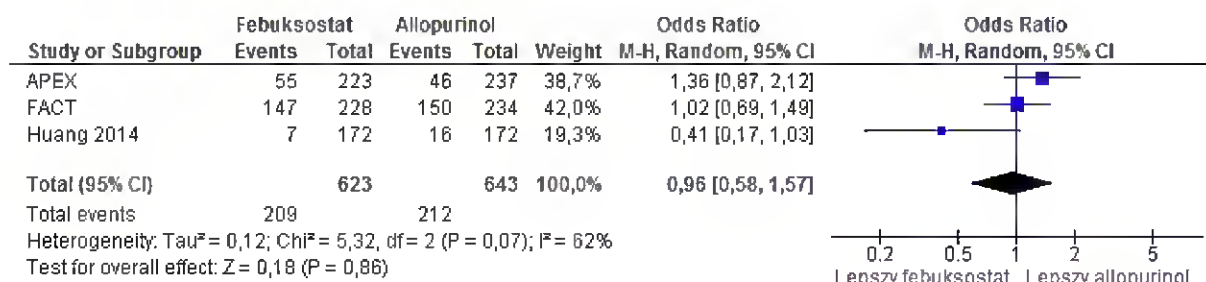 Febuksostat Allopurinol Odds Ratio Odds Ratio
Study or Subgroup Events Total Events Total Weight M-H, Random, 95% CI M-H, Random, 95% CI
APEX 55 223 46 237 38,7% 1,36 [0,87, 2,12]
FACT 147 228 150 234 42,0% 1,02 [0,69, 1,49]
Huang 2014 7 172 16 172 19,3% 0,41 [0,17, 1,03]
Total (95% CI) 623 643 100,0% 0,96 [0,58, 1,57]
Total events 209 212
Heterogeneity: Tau² = 0,12; Chi² = 5,32, df = 2 (P = 0,07); I² = 62%
Test for overall effect: Z = 0,18 (P = 0,86)
0.2 0.5 1 2 5
Lepszy febuksostat Lepszy allopurinol